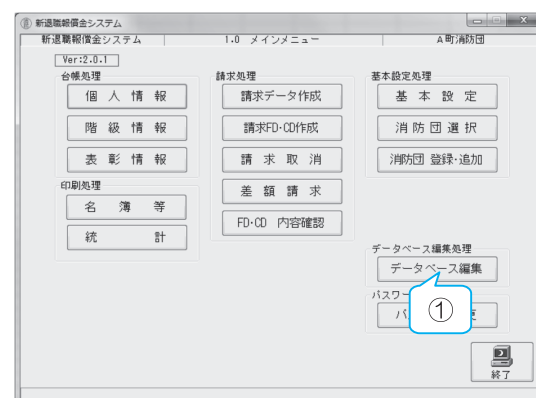 新退職報償金システム
新退職報償金システム 1.0 メインメニュー A町消防団
Ver:2.0.1
台帳処理
個 人 情 報
階 級 情 報
表 彰 情 報
印刷処理
名 簿 等
統 計
請求処理
請求データ作成
請求FD･CD作成
請 求 取 消
差 額 請 求
FD･CD 内容確認
基本設定処理
基 本 設 定
消 防 団 選 択
消防団 登録･追加
データベース編集処理
データベース編集
①
終了